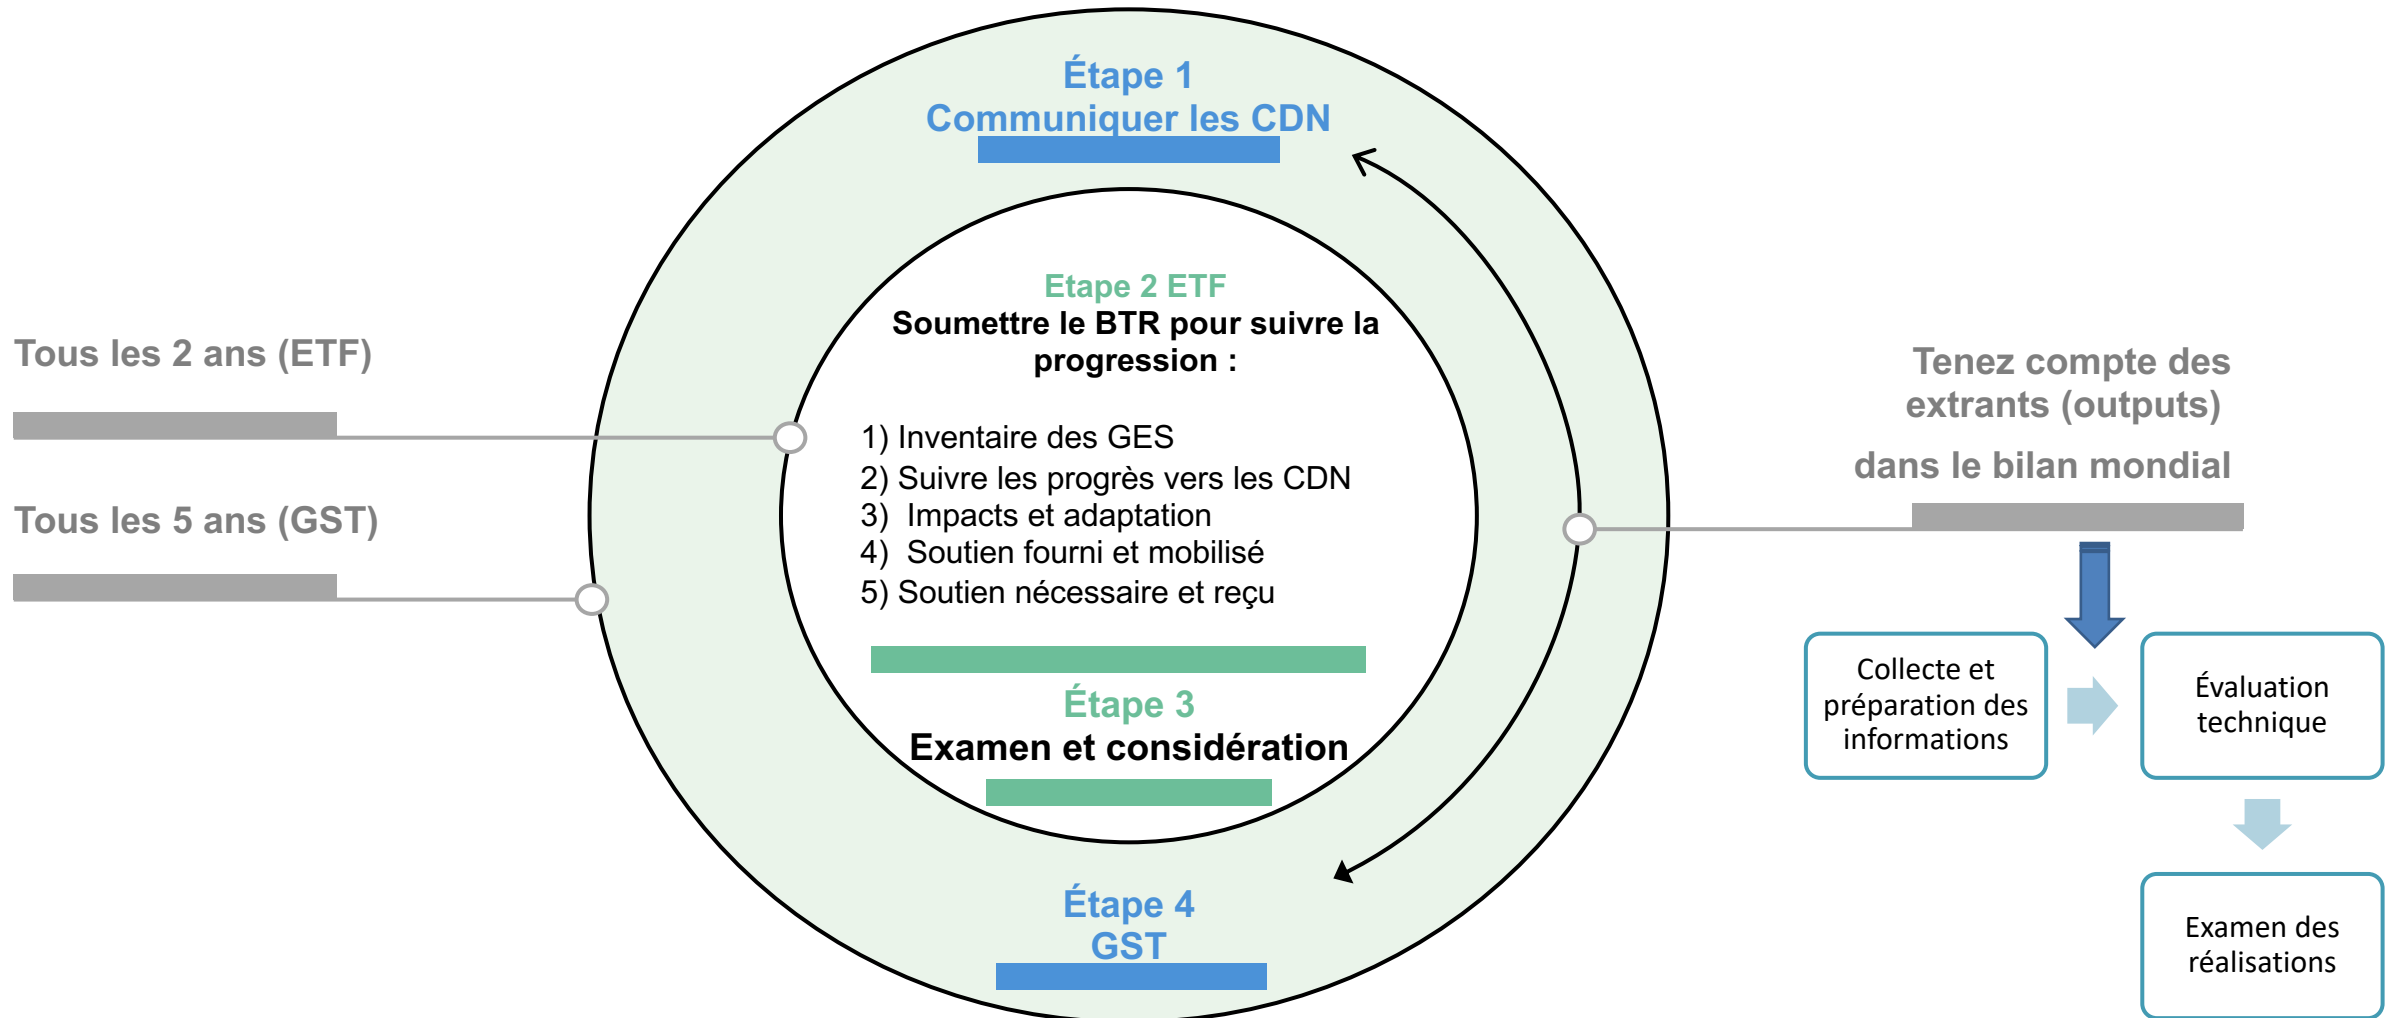 Étape 1
Communiquer les CDN
Etape 2 ETF
Soumettre le BTR pour suivre la
progression :
1) Inventaire des GES
2) Suivre les progrès vers les CDN
3) Impacts et adaptation
4) Soutien fourni et mobilisé
5) Soutien nécessaire et reçu
Étape 3
Examen et considération
Étape 4
GST
Tous les 2 ans (ETF)
Tous les 5 ans (GST)
Tenez compte des
extrants (outputs)
dans le bilan mondial
Collecte et
préparation des
informations
Évaluation
technique
Examen des
réalisations